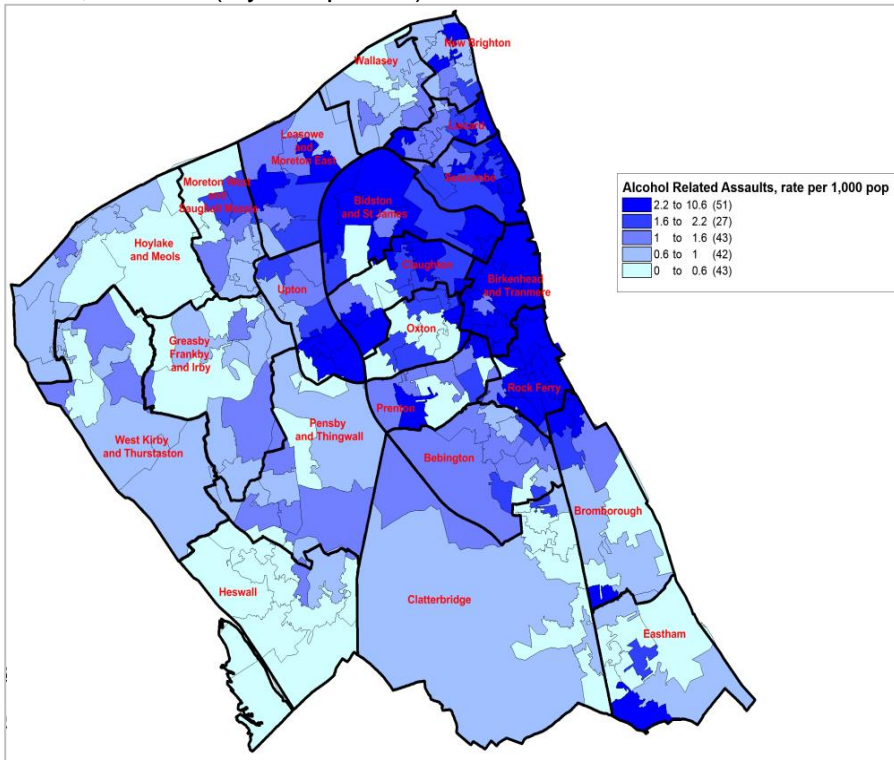 New Brighton
Wallasey
Liscard
Leasowe
and
Moreton East
Seacombe
Moreton West
and
Saughall Massie
Bidston
and St James
Hoylake
and Meols
Claughton
Birkenhead
and Tranmere
Upton
Oxton
Greasby
Frankby
and Irby
Rock Ferry
Prenton
Pensby
and Thingwall
West Kirby
and Thurstaston
Bebington
Bromborough
Heswall
Clatterbridge
Eastham
Alcohol Related Assaults, rate per 1,000 pop
2.2 to 10.6 (51)
1.6 to 2.2 (27)
1 to 1.6 (43)
0.6 to 1 (42)
0 to 0.6 (43)